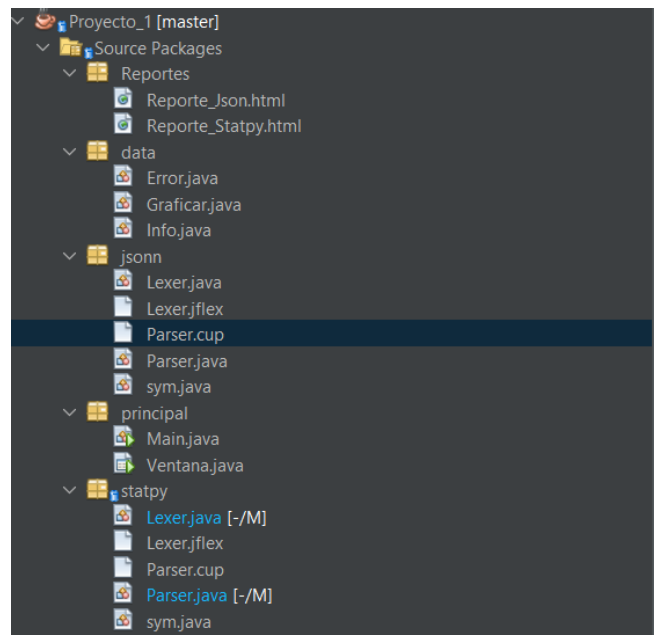 Proyecto_1 [master]
Source Packages
Reportes
Reporte_Json.html
Reporte_Statpy.html
data
Error.java
Graficar.java
Info.java
jsonn
Lexer.java
Lexer.jflex
Parser.cup
Parser.java
sym.java
principal
Main.java
Ventana.java
statpy
Lexer.java [-/M]
Lexer.jflex
Parser.cup
Parser.java [-/M]
sym.java